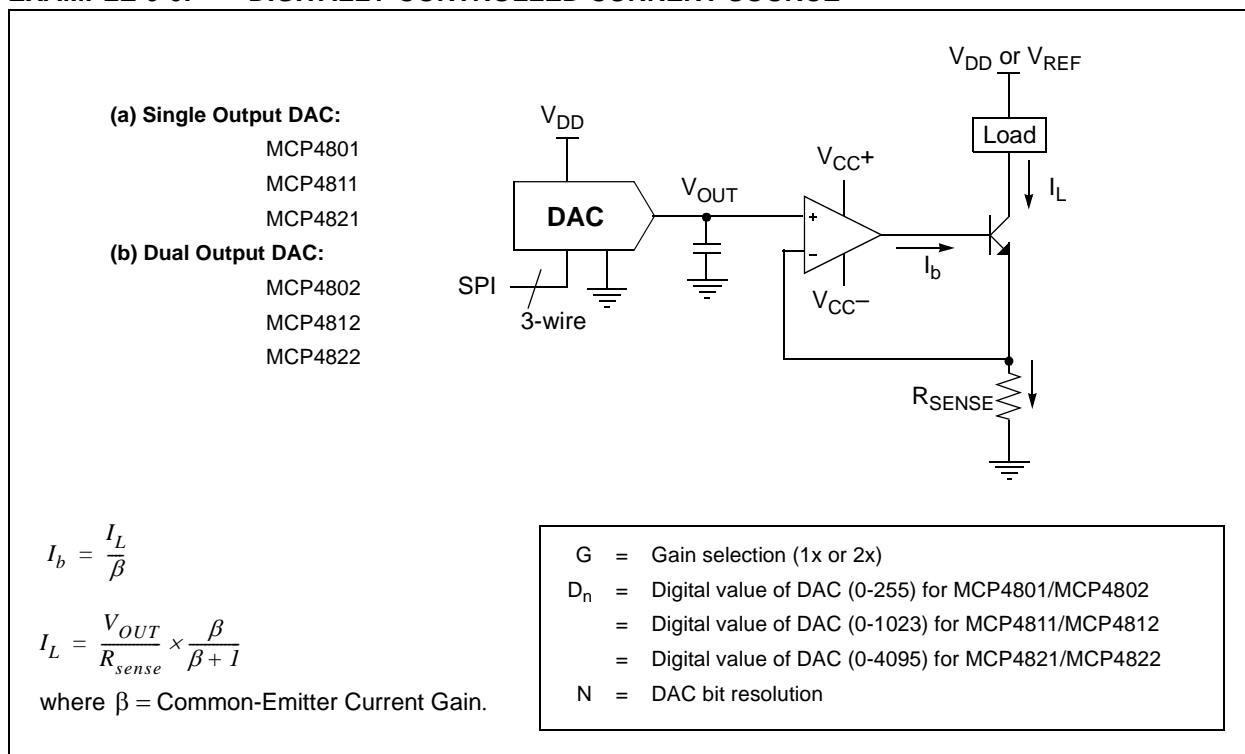 EXAMPLE DIGITALLY CONTROLLED CURRENT SOURCE
(a) Single Output DAC:
MCP4801
MCP4811
MCP4821
(b) Dual Output DAC:
MCP4802
MCP4812
MCP4822
VDD
DAC
SPI
3-wire
VOUT
VCC+
+
–
VCC–
Ib
VDD or VREF
Load
IL
RSENSE
Ib = IL / β
IL = VOUT / Rsense × β / β + 1
where β = Common-Emitter Current Gain.
G = Gain selection (1x or 2x)
Dn = Digital value of DAC (0-255) for MCP4801/MCP4802
= Digital value of DAC (0-1023) for MCP4811/MCP4812
= Digital value of DAC (0-4095) for MCP4821/MCP4822
N = DAC bit resolution